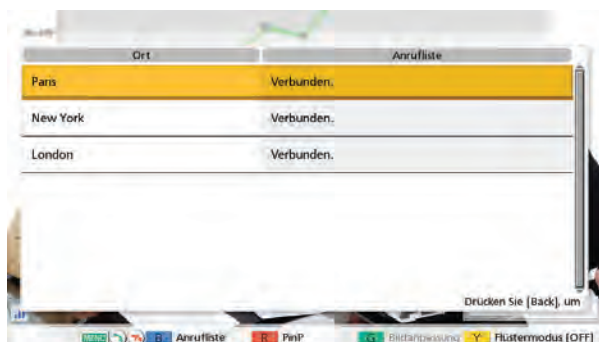 Ort Anrufliste
Paris Verbunden.
New York Verbunden.
London Verbunden.
Drücken Sie [Back], um
MENU B Anrufliste R PinP G Bildanpassung Y Flüstermodus [OFF]